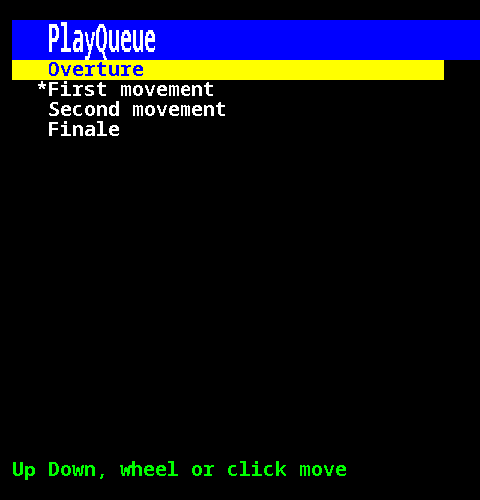 PlayQueue
Overture
*First movement
Second movement
Finale
Up Down, wheel or click move